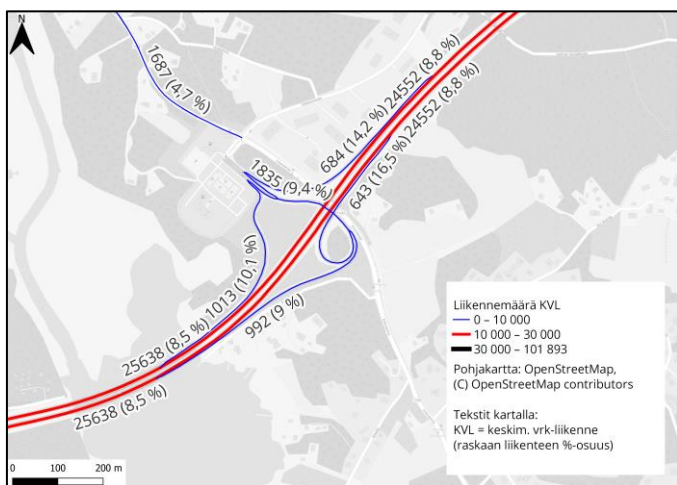 N
1687 (4,7 %)
684 (14,2 %)
24552 (8,8 %)
24552 (8,8 %)
643 (16,5 %)
1835 (9,4 %)
1013 (10,1 %)
992 (9 %)
25638 (8,5 %)
25638 (8,5 %)
Liikennemäärä KVL
0 – 10 000
10 000 – 30 000
30 000 – 101 893
Pohjakartta: OpenStreetMap,
(C) OpenStreetMap contributors
Tekstit kartalla:
KVL = keskim. vrk-liikenne
(raskaan liikenteen %-osuus)
0 100 200 m